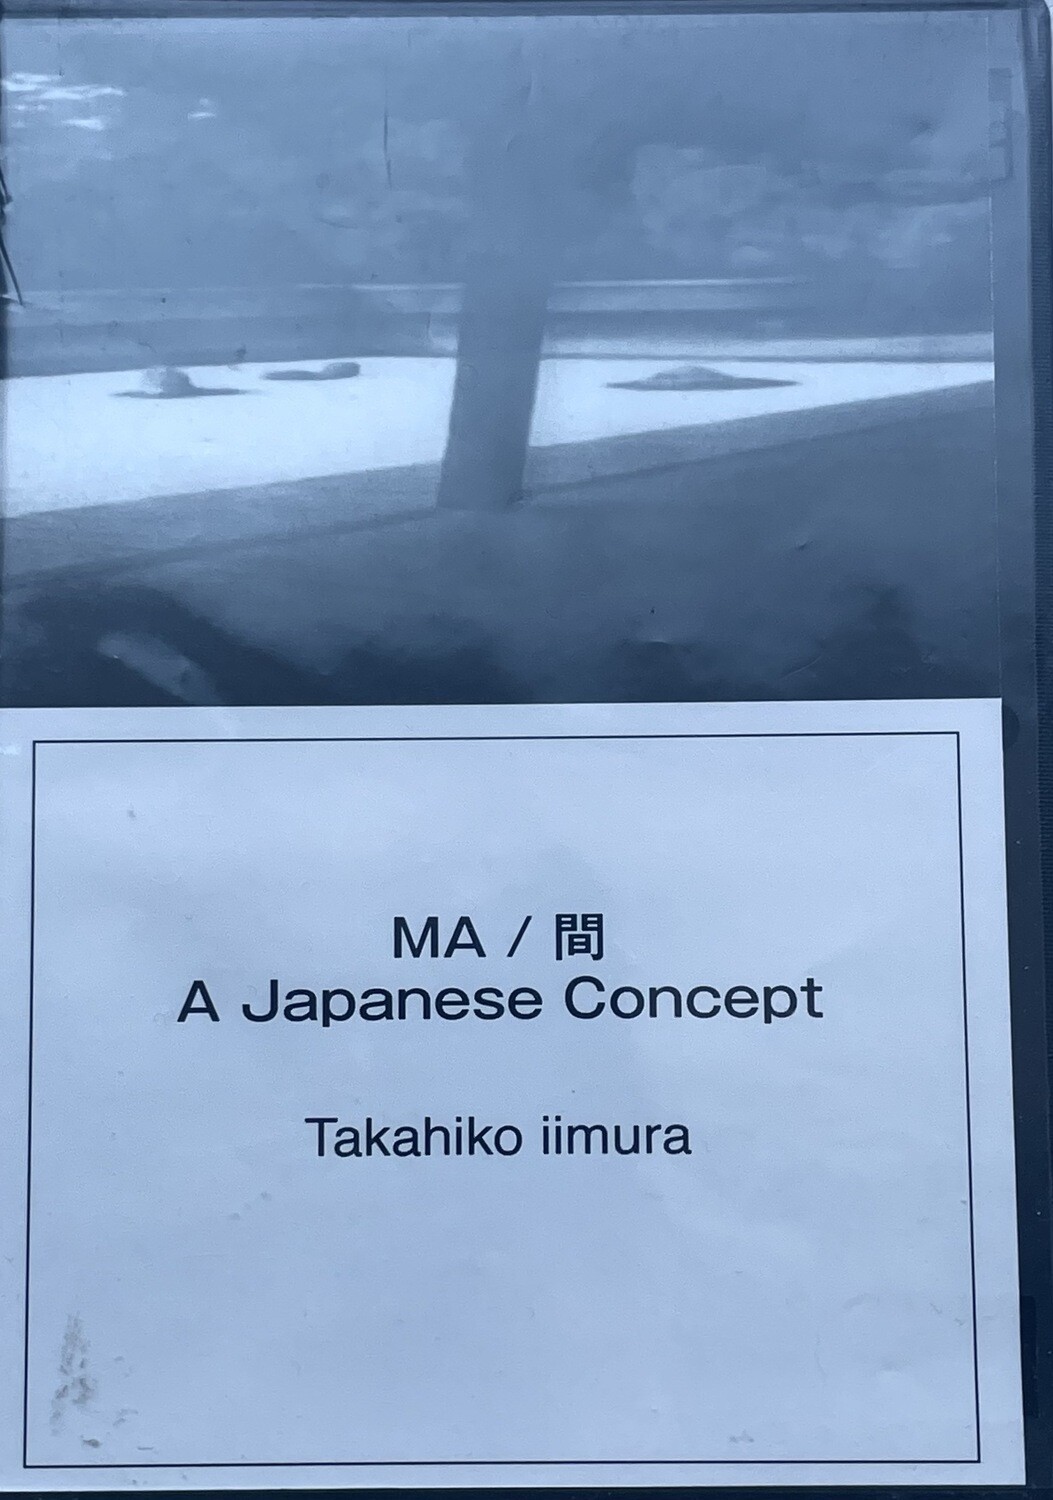 MA / 間
A Japanese Concept
Takahiko iimura